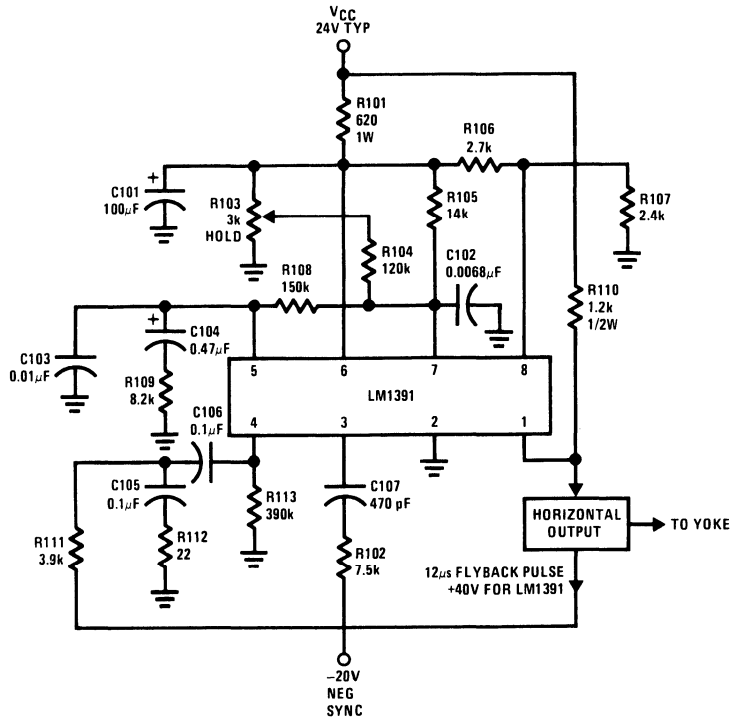 VCC
24V TYP
R101
620
1W
R106
2.7k
C101
100µF
+
R103
3k
HOLD
R105
14k
R107
2.4k
R104
120k
C102
0.0068µF
R108
150k
R110
1.2k
1/2W
C103
0.01µF
+
C104
0.47µF
R109
8.2k
5
6
7
8
LM1391
4
3
2
1
C106
0.1µF
C105
0.1µF
R111
3.9k
R112
22
R113
390k
C107
470 pF
R102
7.5k
HORIZONTAL
OUTPUT
TO YOKE
12µs FLYBACK PULSE
+40V FOR LM1391
−20V
NEG
SYNC